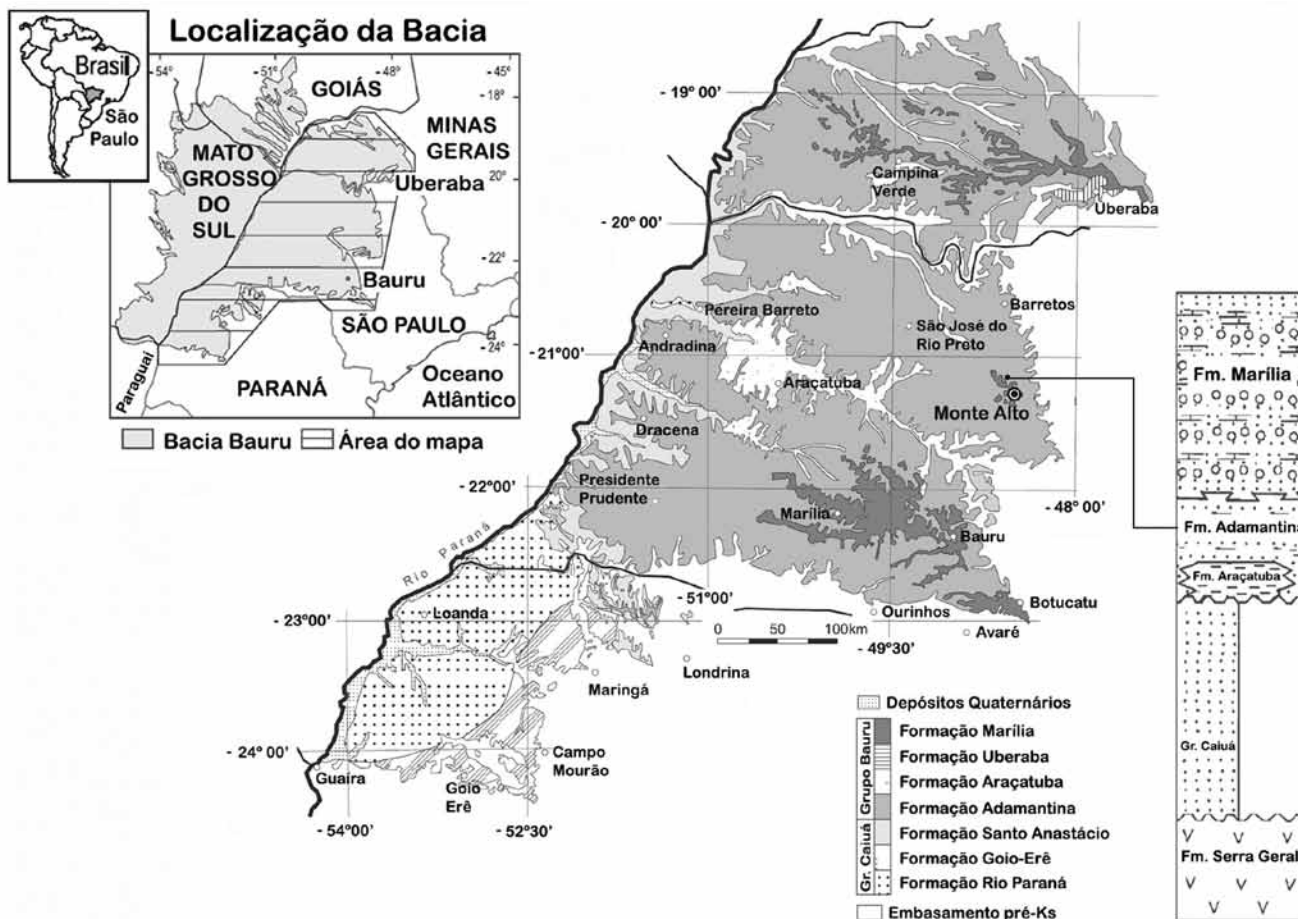 Localização da Bacia
Brasil
São
Paulo
- 54°
- 51°
- 48°
- 45°
- 18°
GOIÁS
MINAS
GERAIS
MATO
GROSSO
DO
SUL
Uberaba
20°
22°
Bauru
SÃO PAULO
- 24°
Paraguai
PARANÁ
Oceano
Atlântico
Bacia Bauru
Área do mapa
- 19° 00'
Campina
Verde
Uberaba
- 20° 00'
Barretos
Pereira Barreto
São José do
Rio Preto
Andradina
- 21°00'
Araçatuba
Monte Alto
Dracena
Presidente
Prudente
- 22°00'
- 48°00'
Marília
Bauru
Rio Paraná
- 51°00'
Botucatu
Loanda
- 23°00'
0 50 100km
Ourinhos
Avaré
- 49°30'
Londrina
Maringá
- 24° 00'
Campo
Mourão
Guaíra
Goio
Erê
- 54°00'
- 52°30'
Depósitos Quaternários
Grupo Bauru
Formação Marília
Formação Uberaba
Formação Araçatuba
Formação Adamantina
Gr. Caiuá
Formação Santo Anastácio
Formação Goio-Erê
Formação Rio Paraná
Embasamento pré-Ks
Fm. Marília
Fm. Adamantina
Fm. Araçatuba
Gr. Caiuá
Fm. Serra Geral